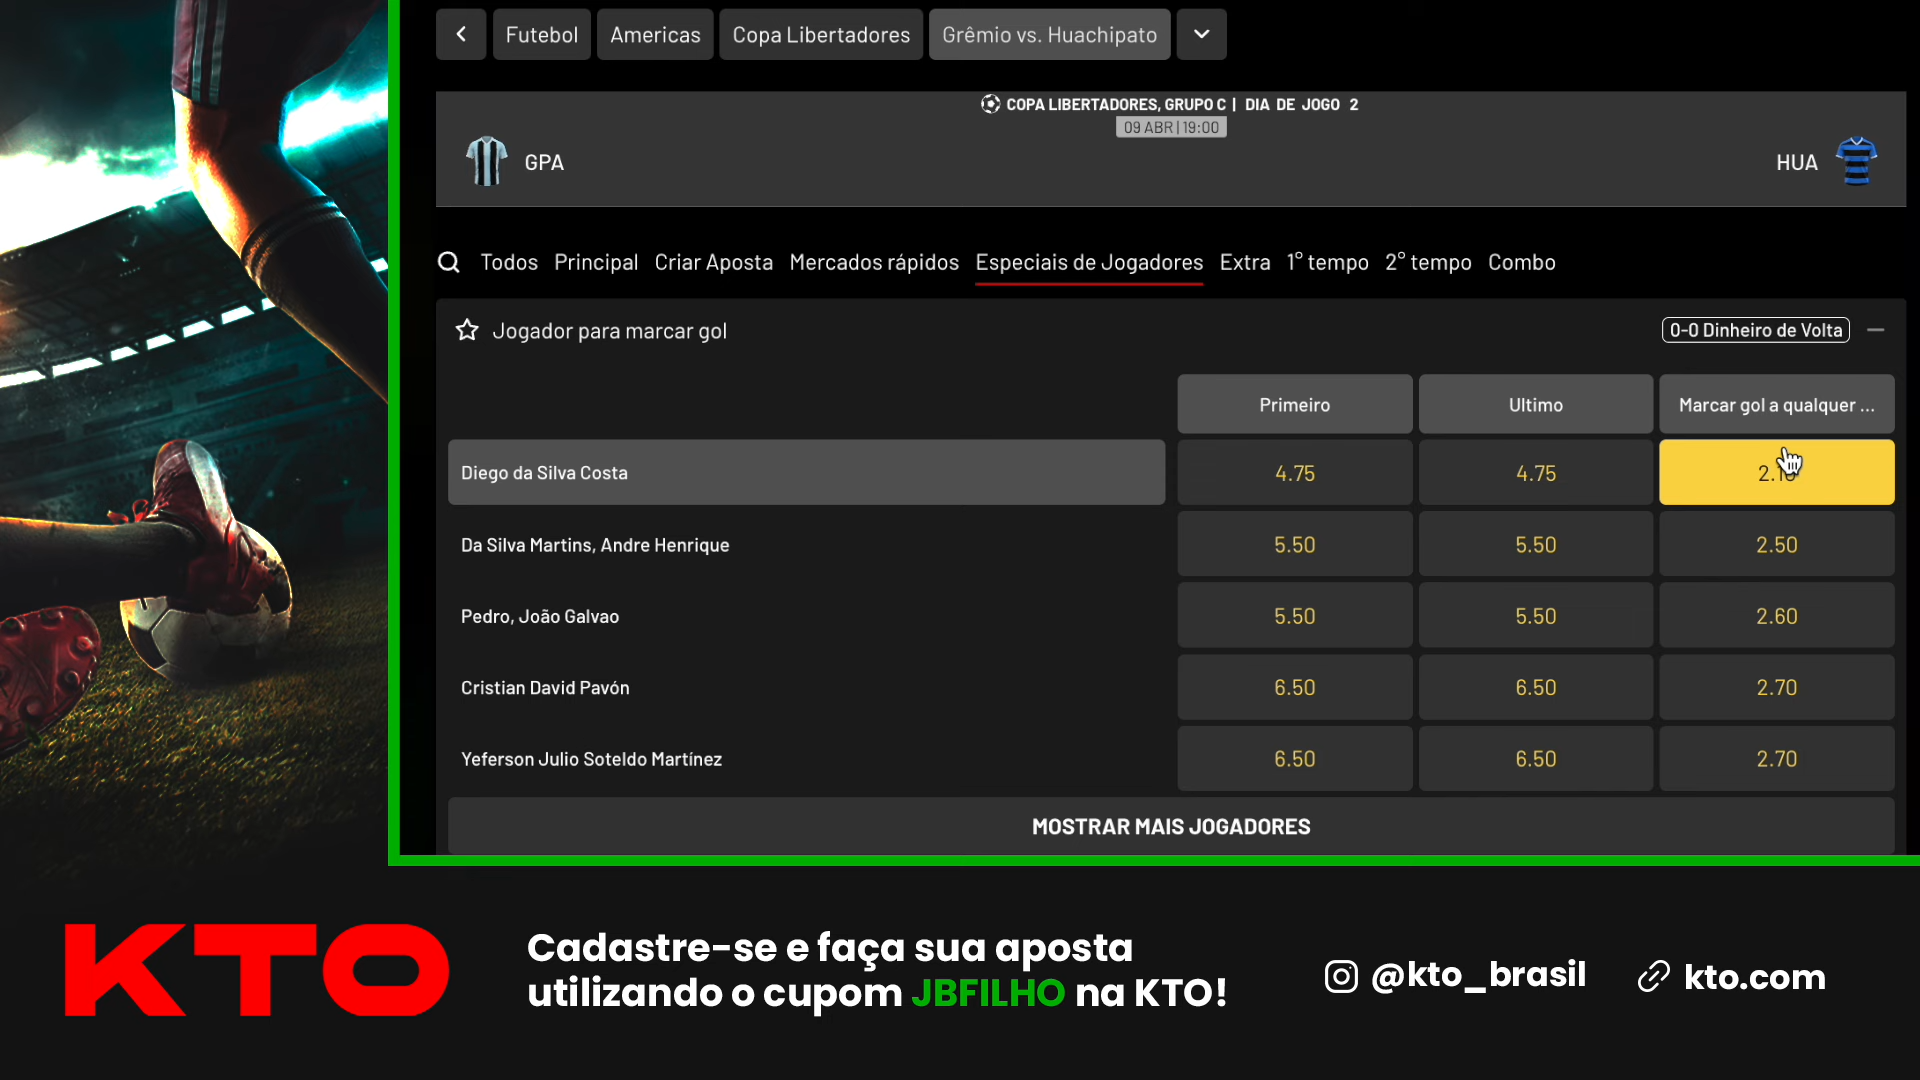 Futebol Americas Copa Libertadores Grêmio vs. Huachipato
COPA LIBERTADORES, GRUPO C | DIA DE JOGO 2
09 ABR | 19:00
GPA HUA
Todos Principal Criar Aposta Mercados rápidos Especiais de Jogadores Extra 1° tempo 2° tempo Combo
Jogador para marcar gol 0-0 Dinheiro de Volta
Primeiro Ultimo Marcar gol a qualquer ...
Diego da Silva Costa 4.75 4.75
Da Silva Martins, Andre Henrique 5.50 5.50 2.50
Pedro, João Galvao 5.50 5.50 2.60
Cristian David Pavón 6.50 6.50 2.70
Yeferson Julio Soteldo Martínez 6.50 6.50 2.70
MOSTRAR MAIS JOGADORES
KTO
Cadastre-se e faça sua aposta
utilizando o cupom JBFILHO na KTO!
@kto_brasil
kto.com